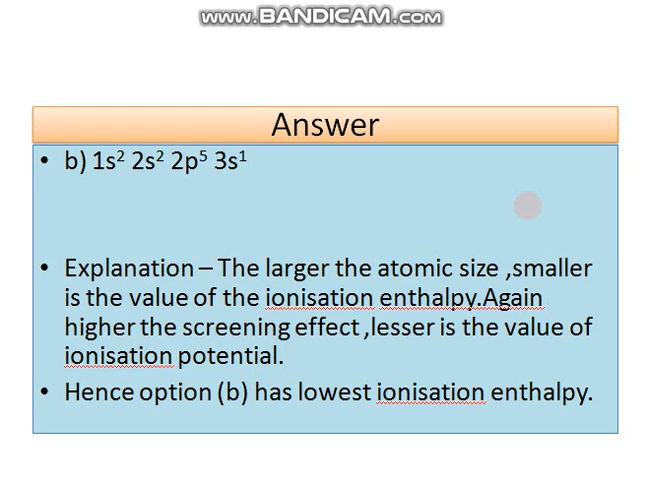 www.BANDICAM.com
Answer
• b) 1s² 2s² 2p⁵ 3s¹
• Explanation – The larger the atomic size ,smaller
is the value of the ionisation enthalpy.Again
higher the screening effect ,lesser is the value of
ionisation potential.
• Hence option (b) has lowest ionisation enthalpy.